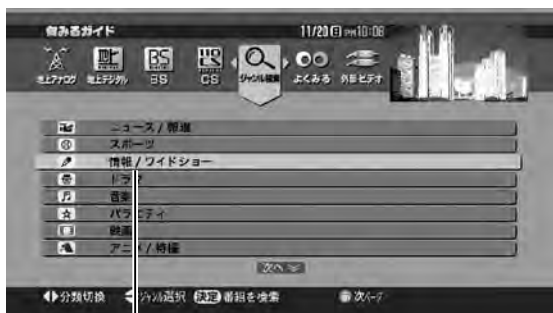 何みるガイド 11/20[日] PM10:08
地上アナログ 地上デジタル BS CS ジャンル検索 よくみる 外部ビデオ
ニュース / 報道
スポーツ
情報 / ワイドショー
ドラマ
音楽
バラエティ
映画
アニメ / 特撮
次へ
分類切換 ジャンル選択 決定 番組を検索 次ページ